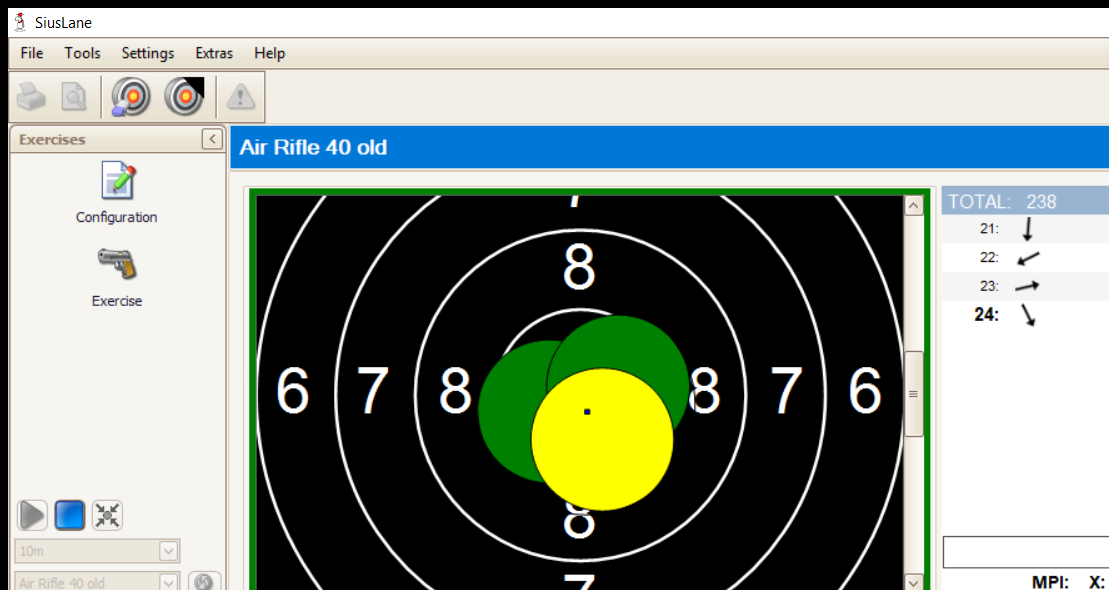 SiusLane
File Tools Settings Extras Help
Exercises
Air Rifle 40 old
Configuration
Exercise
10m
Air Rifle 40 old
7
8
6 7 8 8 7 6
8
7
TOTAL: 238
21:
22:
23:
24:
MPI: X: